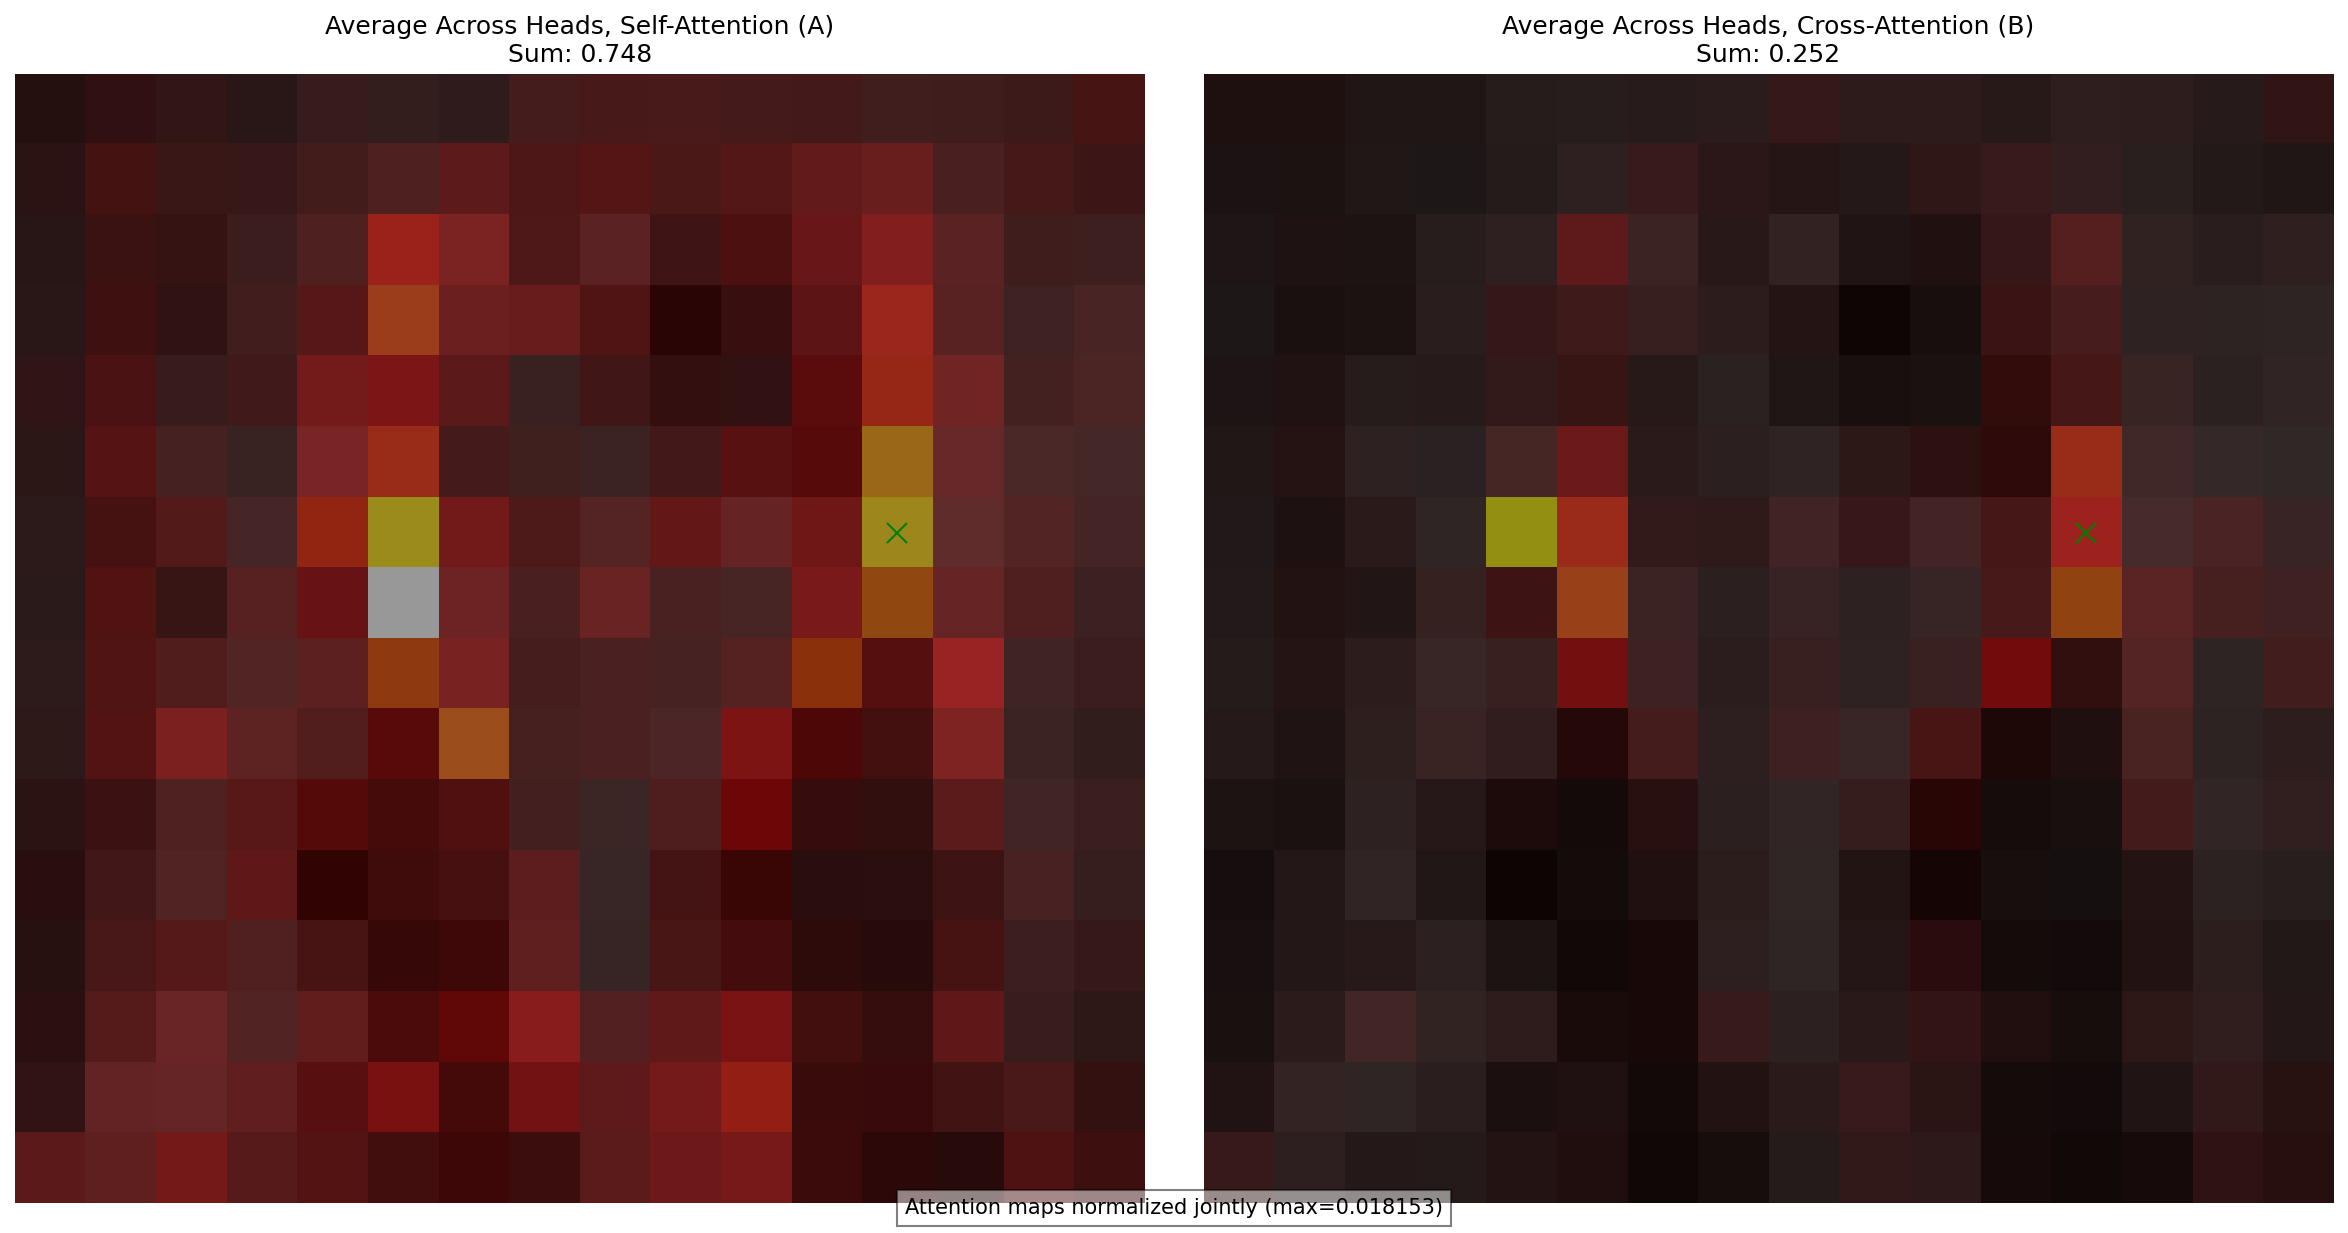 Average Across Heads, Self-Attention (A)
Sum: 0.748
Average Across Heads, Cross-Attention (B)
Sum: 0.252
Attention maps normalized jointly (max=0.018153)